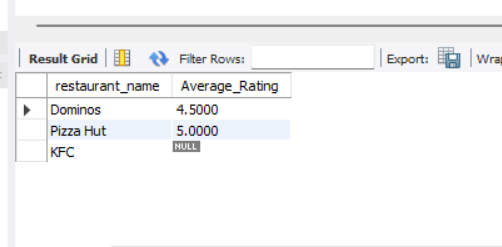 Result Grid Filter Rows: Export: Wrap
restaurant_name Average_Rating
Dominos 4.5000
Pizza Hut 5.0000
KFC NULL